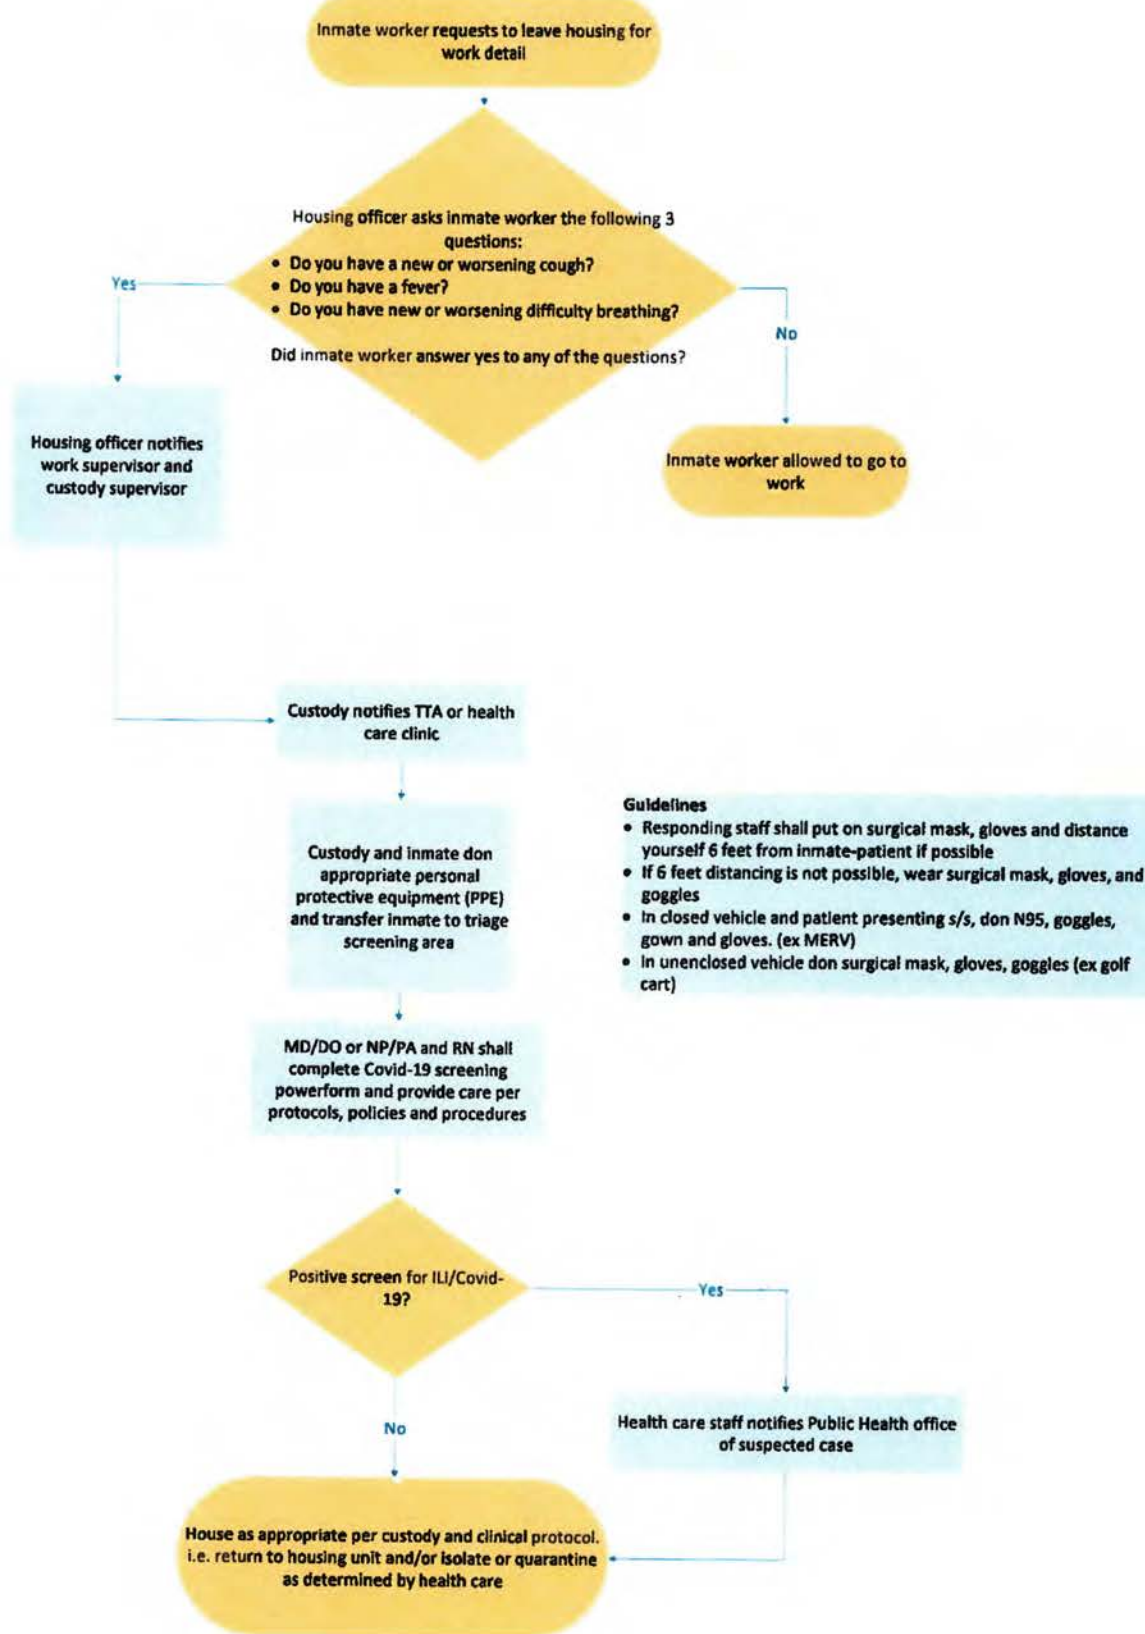 Inmate worker requests to leave housing for
work detail
Housing officer asks inmate worker the following 3
questions:
• Do you have a new or worsening cough?
• Do you have a fever?
• Do you have new or worsening difficulty breathing?
Did inmate worker answer yes to any of the questions?
Yes
No
Housing officer notifies
work supervisor and
custody supervisor
Inmate worker allowed to go to
work
Custody notifies TTA or health
care clinic
Custody and inmate don
appropriate personal
protective equipment (PPE)
and transfer inmate to triage
screening area
Guidelines
• Responding staff shall put on surgical mask, gloves and distance
yourself 6 feet from inmate-patient if possible
• If 6 feet distancing is not possible, wear surgical mask, gloves, and
goggles
• In closed vehicle and patient presenting s/s, don N95, goggles,
gown and gloves. (ex MERV)
• In unenclosed vehicle don surgical mask, gloves, goggles (ex golf
cart)
MD/DO or NP/PA and RN shall
complete Covid-19 screening
powerform and provide care per
protocols, policies and procedures
Positive screen for ILI/Covid-
19?
Yes
No
Health care staff notifies Public Health office
of suspected case
House as appropriate per custody and clinical protocol.
i.e. return to housing unit and/or isolate or quarantine
as determined by health care